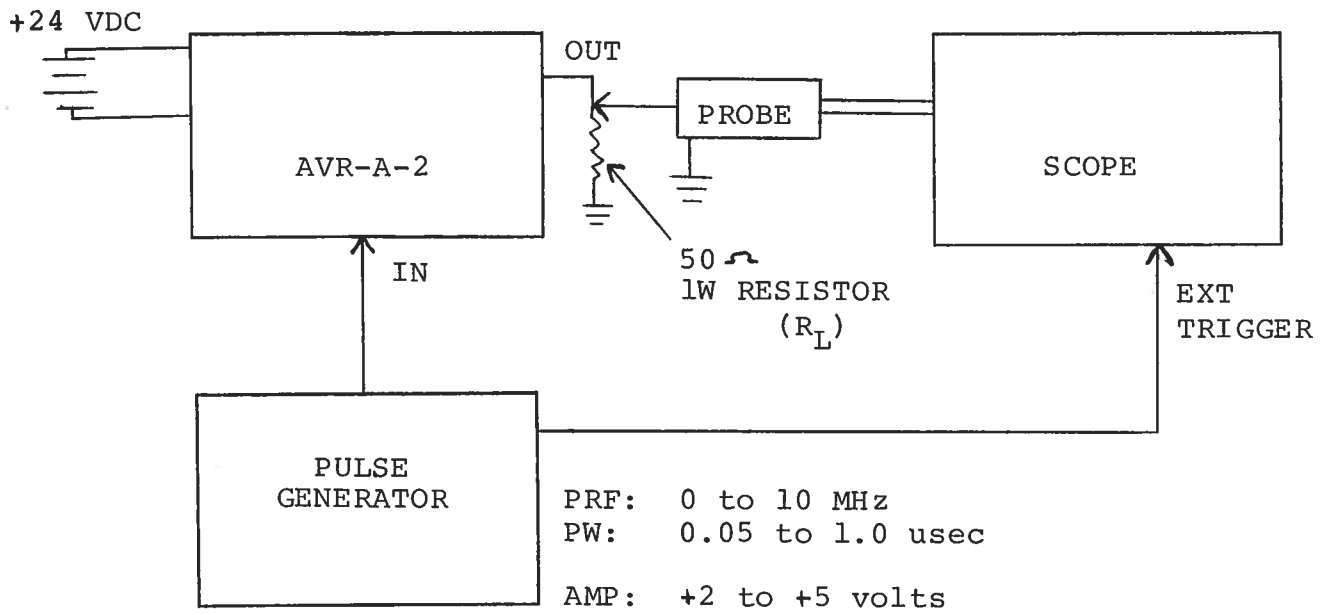 +24 VDC
OUT
PROBE
AVR-A-2
SCOPE
IN
50 Ω
1W RESISTOR
(R_L)
EXT
TRIGGER
PULSE
GENERATOR
PRF: 0 to 10 MHz
PW: 0.05 to 1.0 usec
AMP: +2 to +5 volts